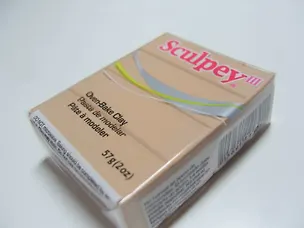 Sculpey III
Oven-Bake Clay
Pasta de modelar
Pâte à modeler
57g (2 oz)